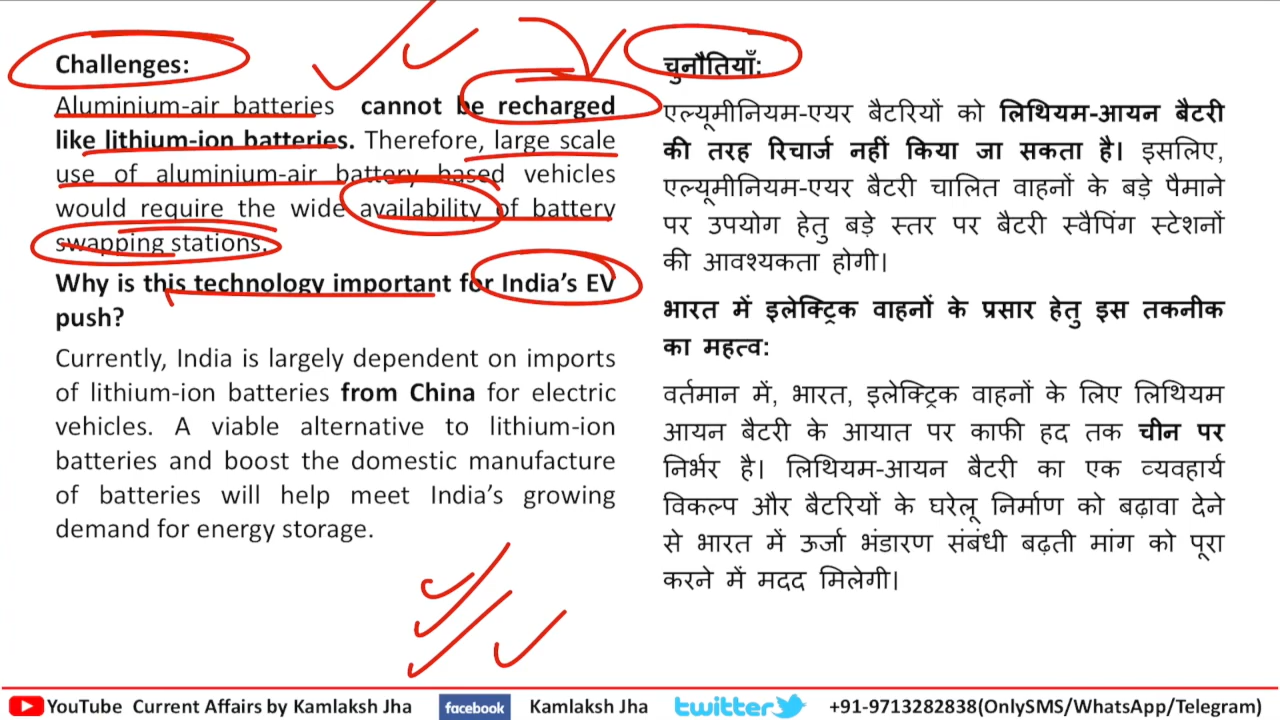 Challenges:
Aluminium-air batteries cannot be recharged
like lithium-ion batteries. Therefore, large scale
use of aluminium-air battery based vehicles
would require the wide availability of battery
swapping stations.
Why is this technology important for India's EV
push?
Currently, India is largely dependent on imports
of lithium-ion batteries from China for electric
vehicles. A viable alternative to lithium-ion
batteries and boost the domestic manufacture
of batteries will help meet India's growing
demand for energy storage.
चुनौतियाँ:
एल्यूमीनियम-एयर बैटरियों को लिथियम-आयन बैटरी
की तरह रिचार्ज नहीं किया जा सकता है। इसलिए,
एल्यूमीनियम-एयर बैटरी चालित वाहनों के बड़े पैमाने
पर उपयोग हेतु बड़े स्तर पर बैटरी स्वैपिंग स्टेशनों
की आवश्यकता होगी।
भारत में इलेक्ट्रिक वाहनों के प्रसार हेतु इस तकनीक
का महत्व:
वर्तमान में, भारत, इलेक्ट्रिक वाहनों के लिए लिथियम
आयन बैटरी के आयात पर काफी हद तक चीन पर
निर्भर है। लिथियम-आयन बैटरी का एक व्यवहार्य
विकल्प और बैटरियों के घरेलू निर्माण को बढ़ावा देने
से भारत में ऊर्जा भंडारण संबंधी बढ़ती मांग को पूरा
करने में मदद मिलेगी।
YouTube Current Affairs by Kamlaksh Jha facebook Kamlaksh Jha twitter +91-9713282838(OnlySMS/WhatsApp/Telegram)